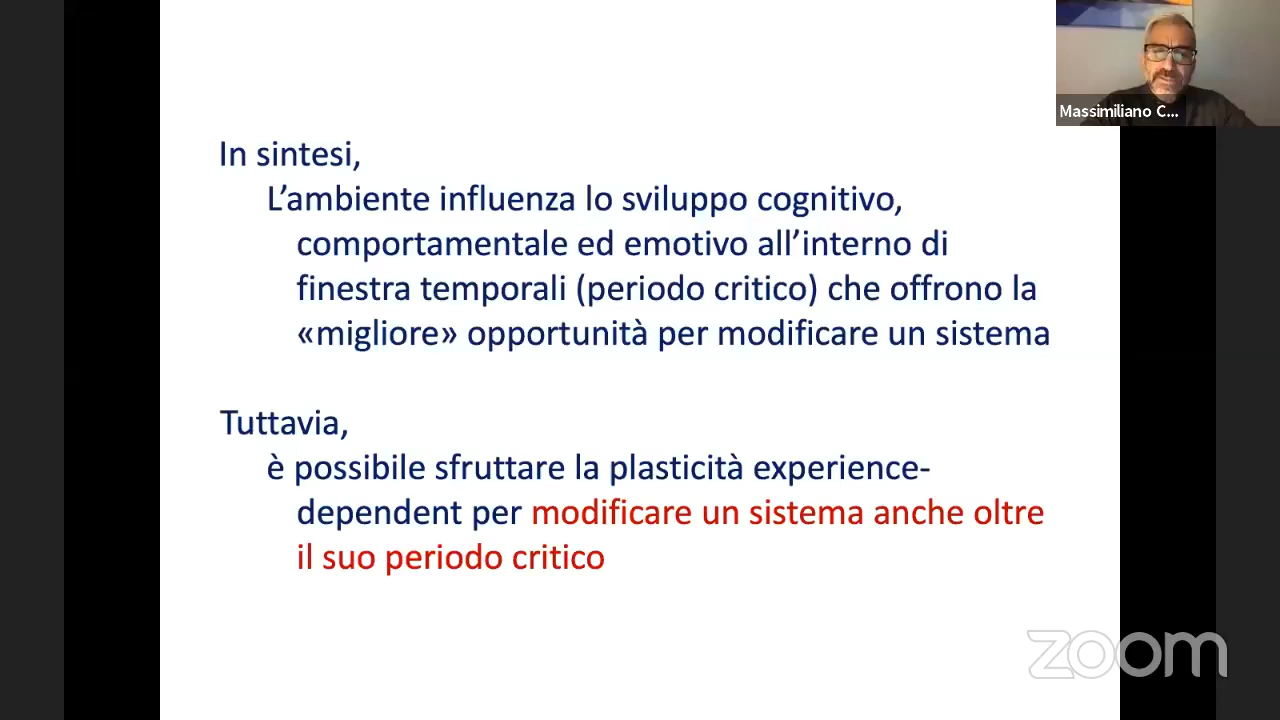 Massimiliano C...
In sintesi,
L’ambiente influenza lo sviluppo cognitivo,
comportamentale ed emotivo all’interno di
finestra temporali (periodo critico) che offrono la
«migliore» opportunità per modificare un sistema
Tuttavia,
è possibile sfruttare la plasticità experience-
dependent per modificare un sistema anche oltre
il suo periodo critico
zoom